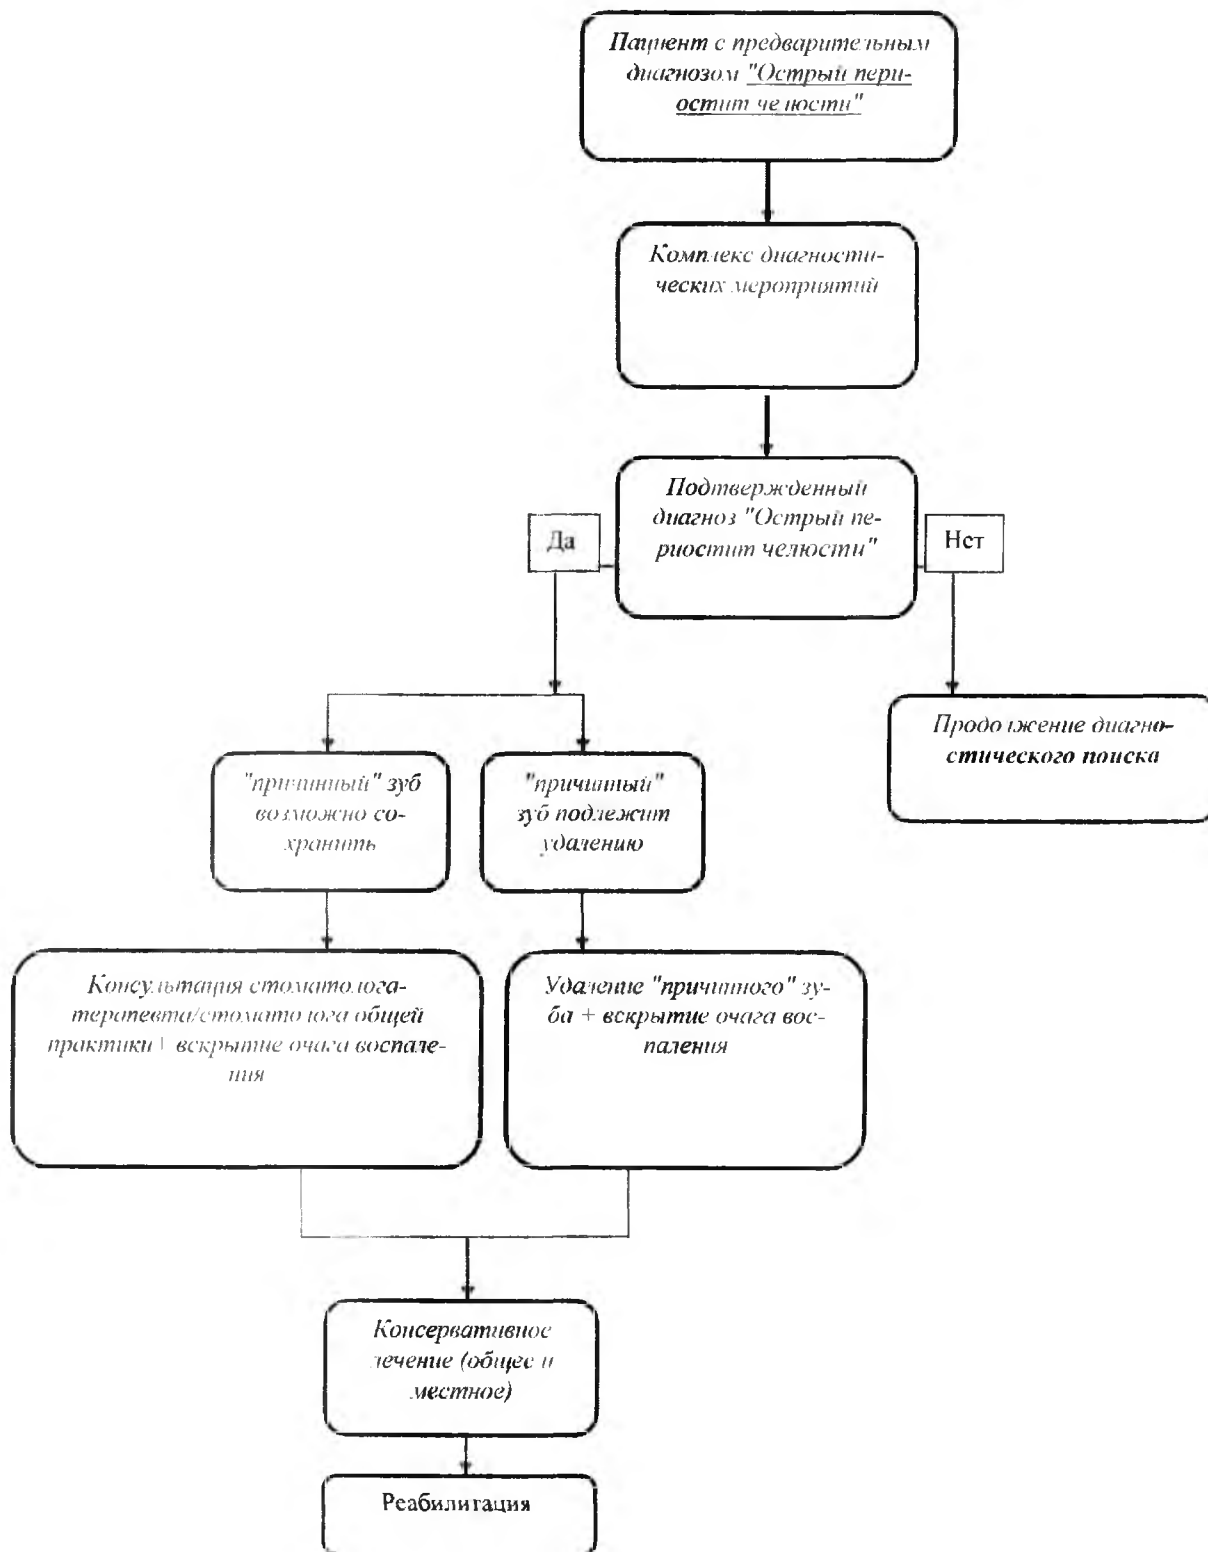 Пациент с предварительным
диагнозом "Острый пери-
остит челюсти"
Комплекс диагности-
ческих мероприятий
Подтвержденный
диагноз "Острый пе-
риостит челюсти"
Да
Нет
"причинный" зуб
возможно со-
хранить
"причинный"
зуб подлежит
удалению
Продолжение диагно-
стического поиска
Консультация стоматолога-
терапевта/стоматолога общей
практики+ вскрытие очага воспале-
ния
Удаление "причинного" зу-
ба + вскрытие очага вос-
паления
Консервативное
лечение (общее и
местное)
Реабилитация